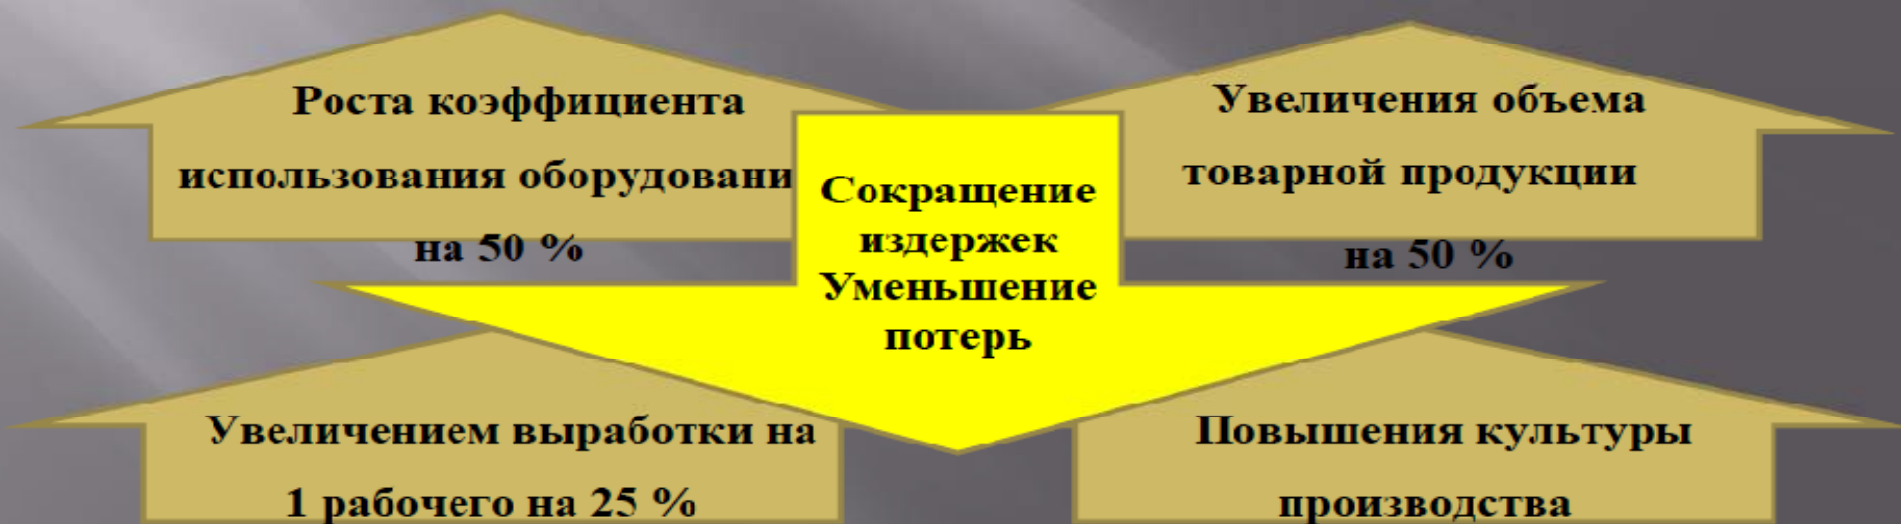 Роста коэффициента
использования оборудовани
на 50 %
Увеличения объема
товарной продукции
на 50 %
Сокращение
издержек
Уменьшение
потерь
Увеличением выработки на
1 рабочего на 25 %
Повышения культуры
производства